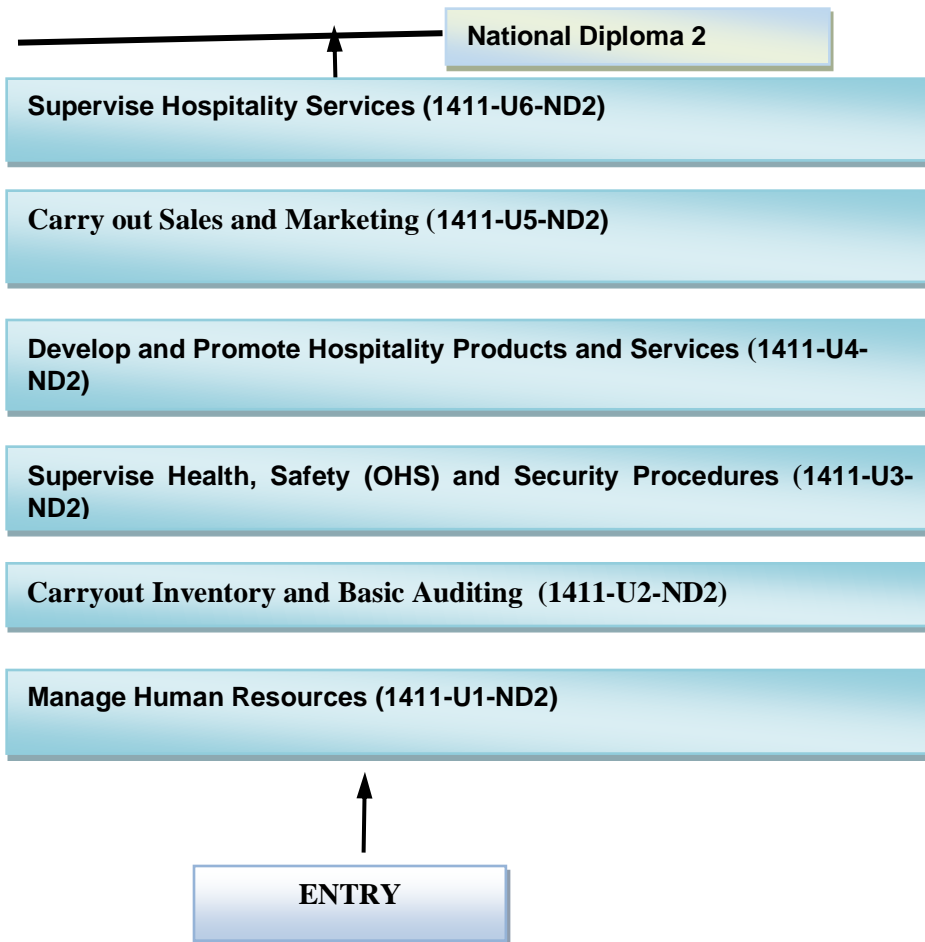 National Diploma 2
Supervise Hospitality Services (1411-U6-ND2)
Carry out Sales and Marketing (1411-U5-ND2)
Develop and Promote Hospitality Products and Services (1411-U4-
ND2)
Supervise Health, Safety (OHS) and Security Procedures (1411-U3-
ND2)
Carryout Inventory and Basic Auditing (1411-U2-ND2)
Manage Human Resources (1411-U1-ND2)
ENTRY